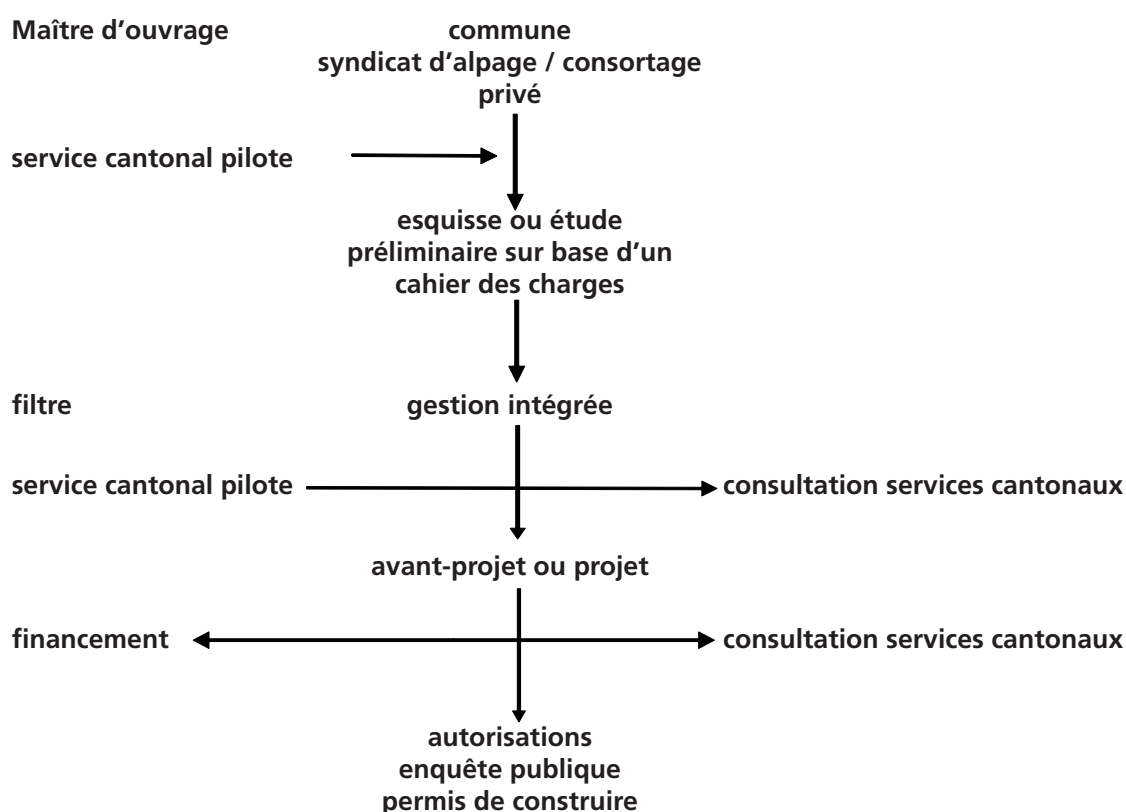 Maître d’ouvrage commune
syndicat d’alpage / consortage
privé
service cantonal pilote
esquisse ou étude
préliminaire sur base d’un
cahier des charges
filtre gestion intégrée
service cantonal pilote consultation services cantonaux
avant-projet ou projet
financement consultation services cantonaux
autorisations
enquête publique
permis de construire